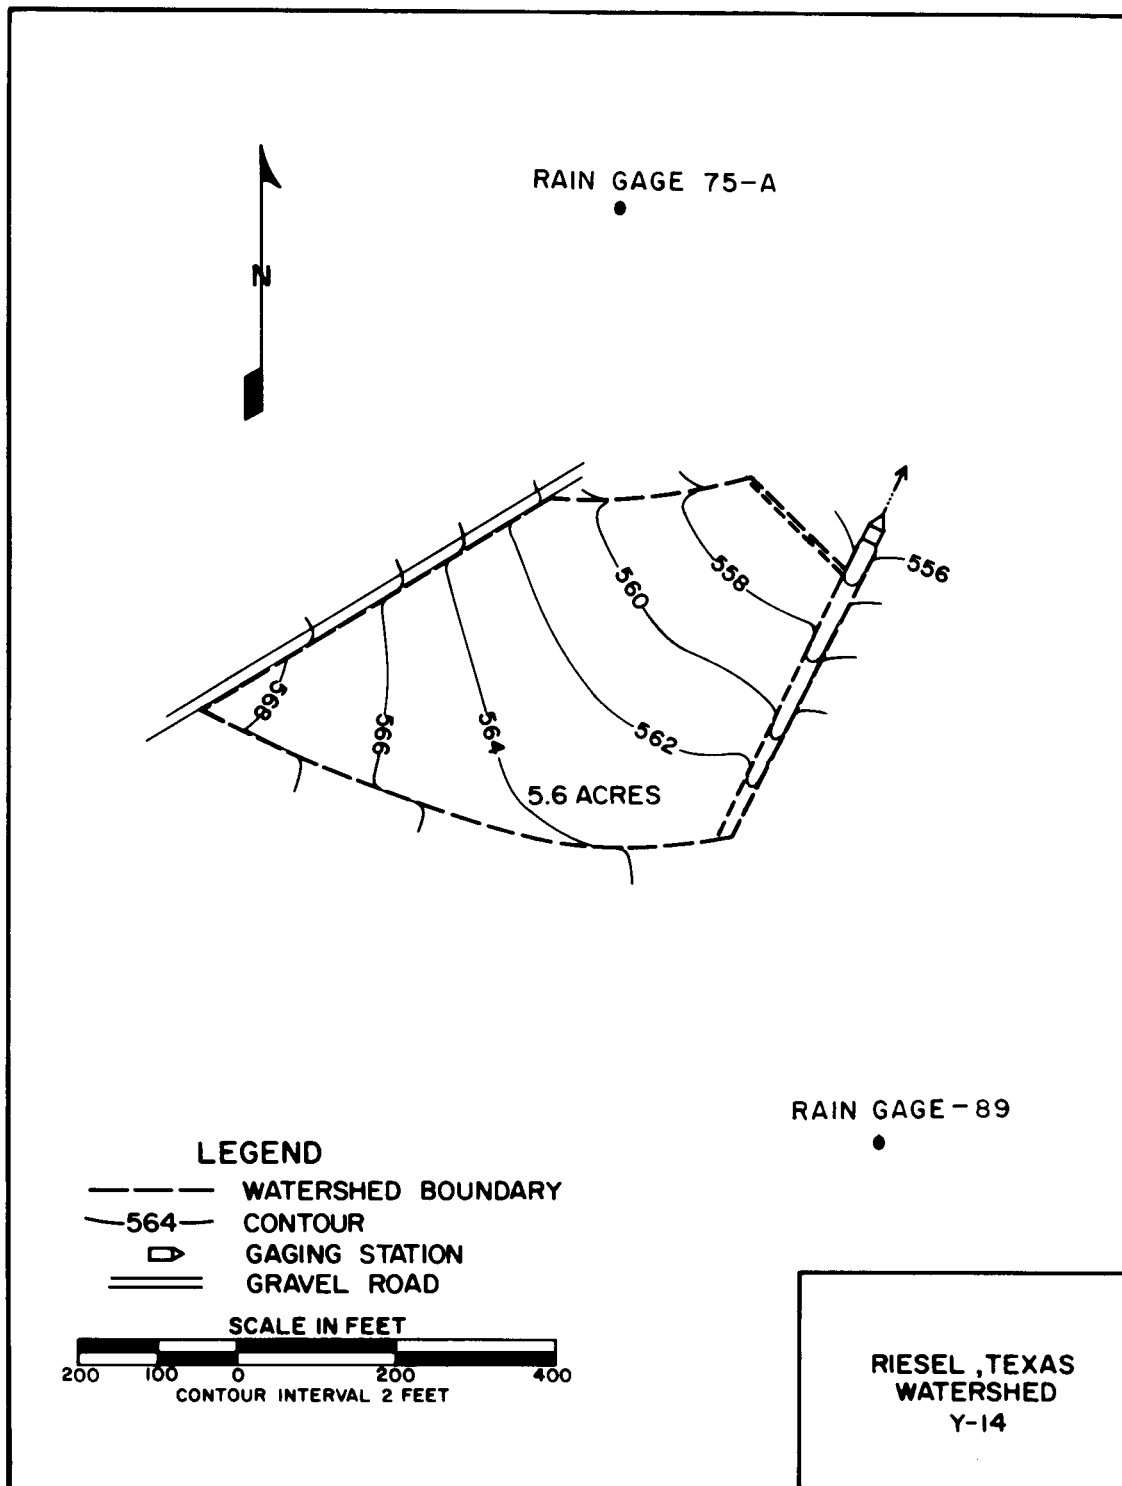 RAIN GAGE 75-A
N
556
558
560
568
566
564
562
5.6 ACRES
RAIN GAGE-89
LEGEND
WATERSHED BOUNDARY
564 CONTOUR
GAGING STATION
GRAVEL ROAD
SCALE IN FEET
200 100 0 200 400
CONTOUR INTERVAL 2 FEET
RIESEL, TEXAS
WATERSHED
Y-14